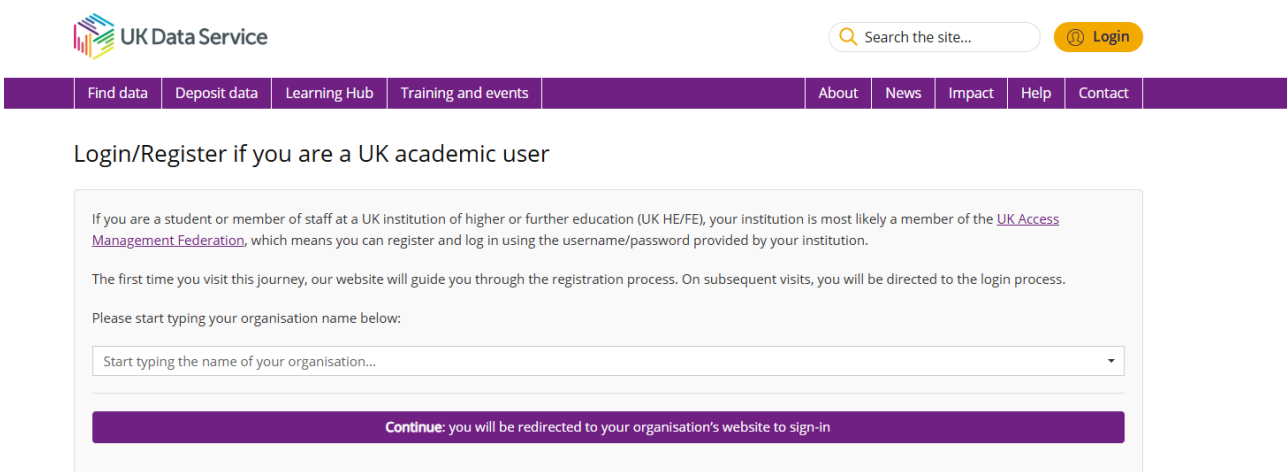 UK Data Service
Search the site...
Login
Find data
Deposit data
Learning Hub
Training and events
About
News
Impact
Help
Contact
Login/Register if you are a UK academic user
If you are a student or member of staff at a UK institution of higher or further education (UK HE/FE), your institution is most likely a member of the UK Access
Management Federation, which means you can register and log in using the username/password provided by your institution.
The first time you visit this journey, our website will guide you through the registration process. On subsequent visits, you will be directed to the login process.
Please start typing your organisation name below:
Start typing the name of your organisation...
Continue: you will be redirected to your organisation's website to sign-in